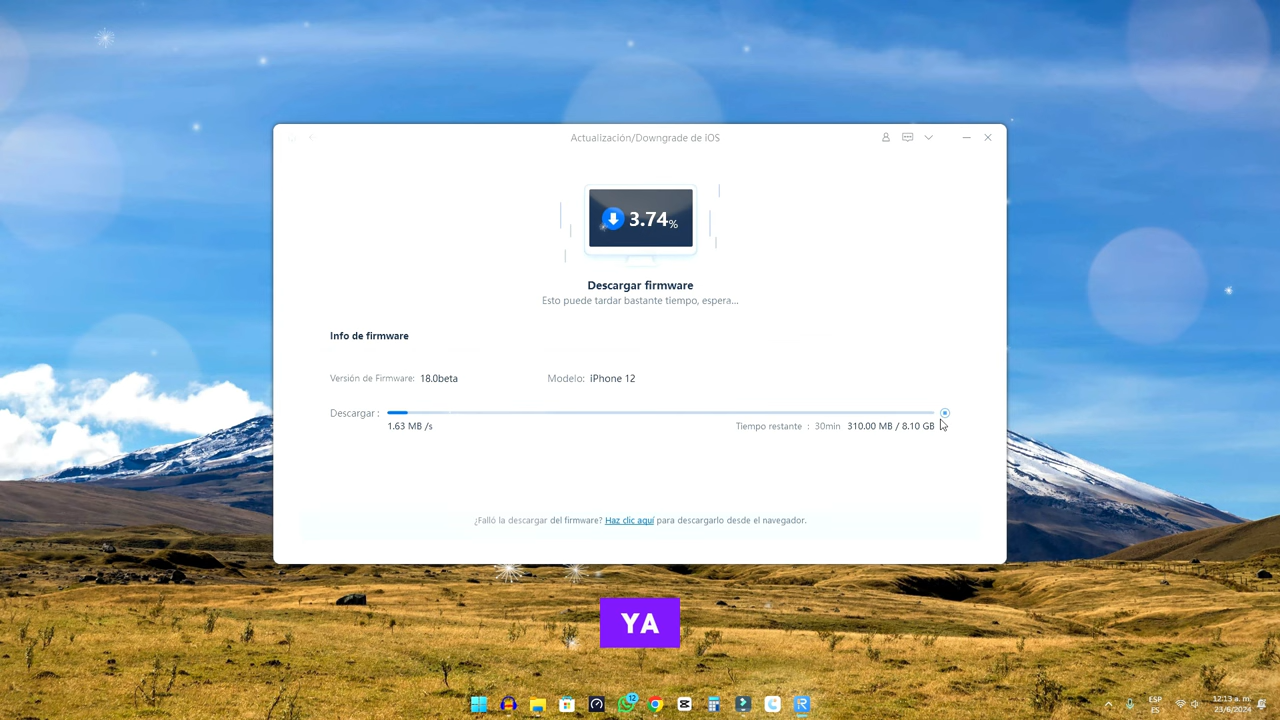 Actualización/Downgrade de iOS
3.74%
Descargar firmware
Esto puede tardar bastante tiempo, espera...
Info de firmware
Versión de Firmware: 18.0beta
Modelo: iPhone 12
Descargar :
1.63 MB /s
Tiempo restante : 30min 310.00 MB / 8.10 GB
¿Falló la descargar del firmware? Haz clic aquí para descargarlo desde el navegador.
YA
12
ESP
ES
12:13 a. m.
23/6/2024